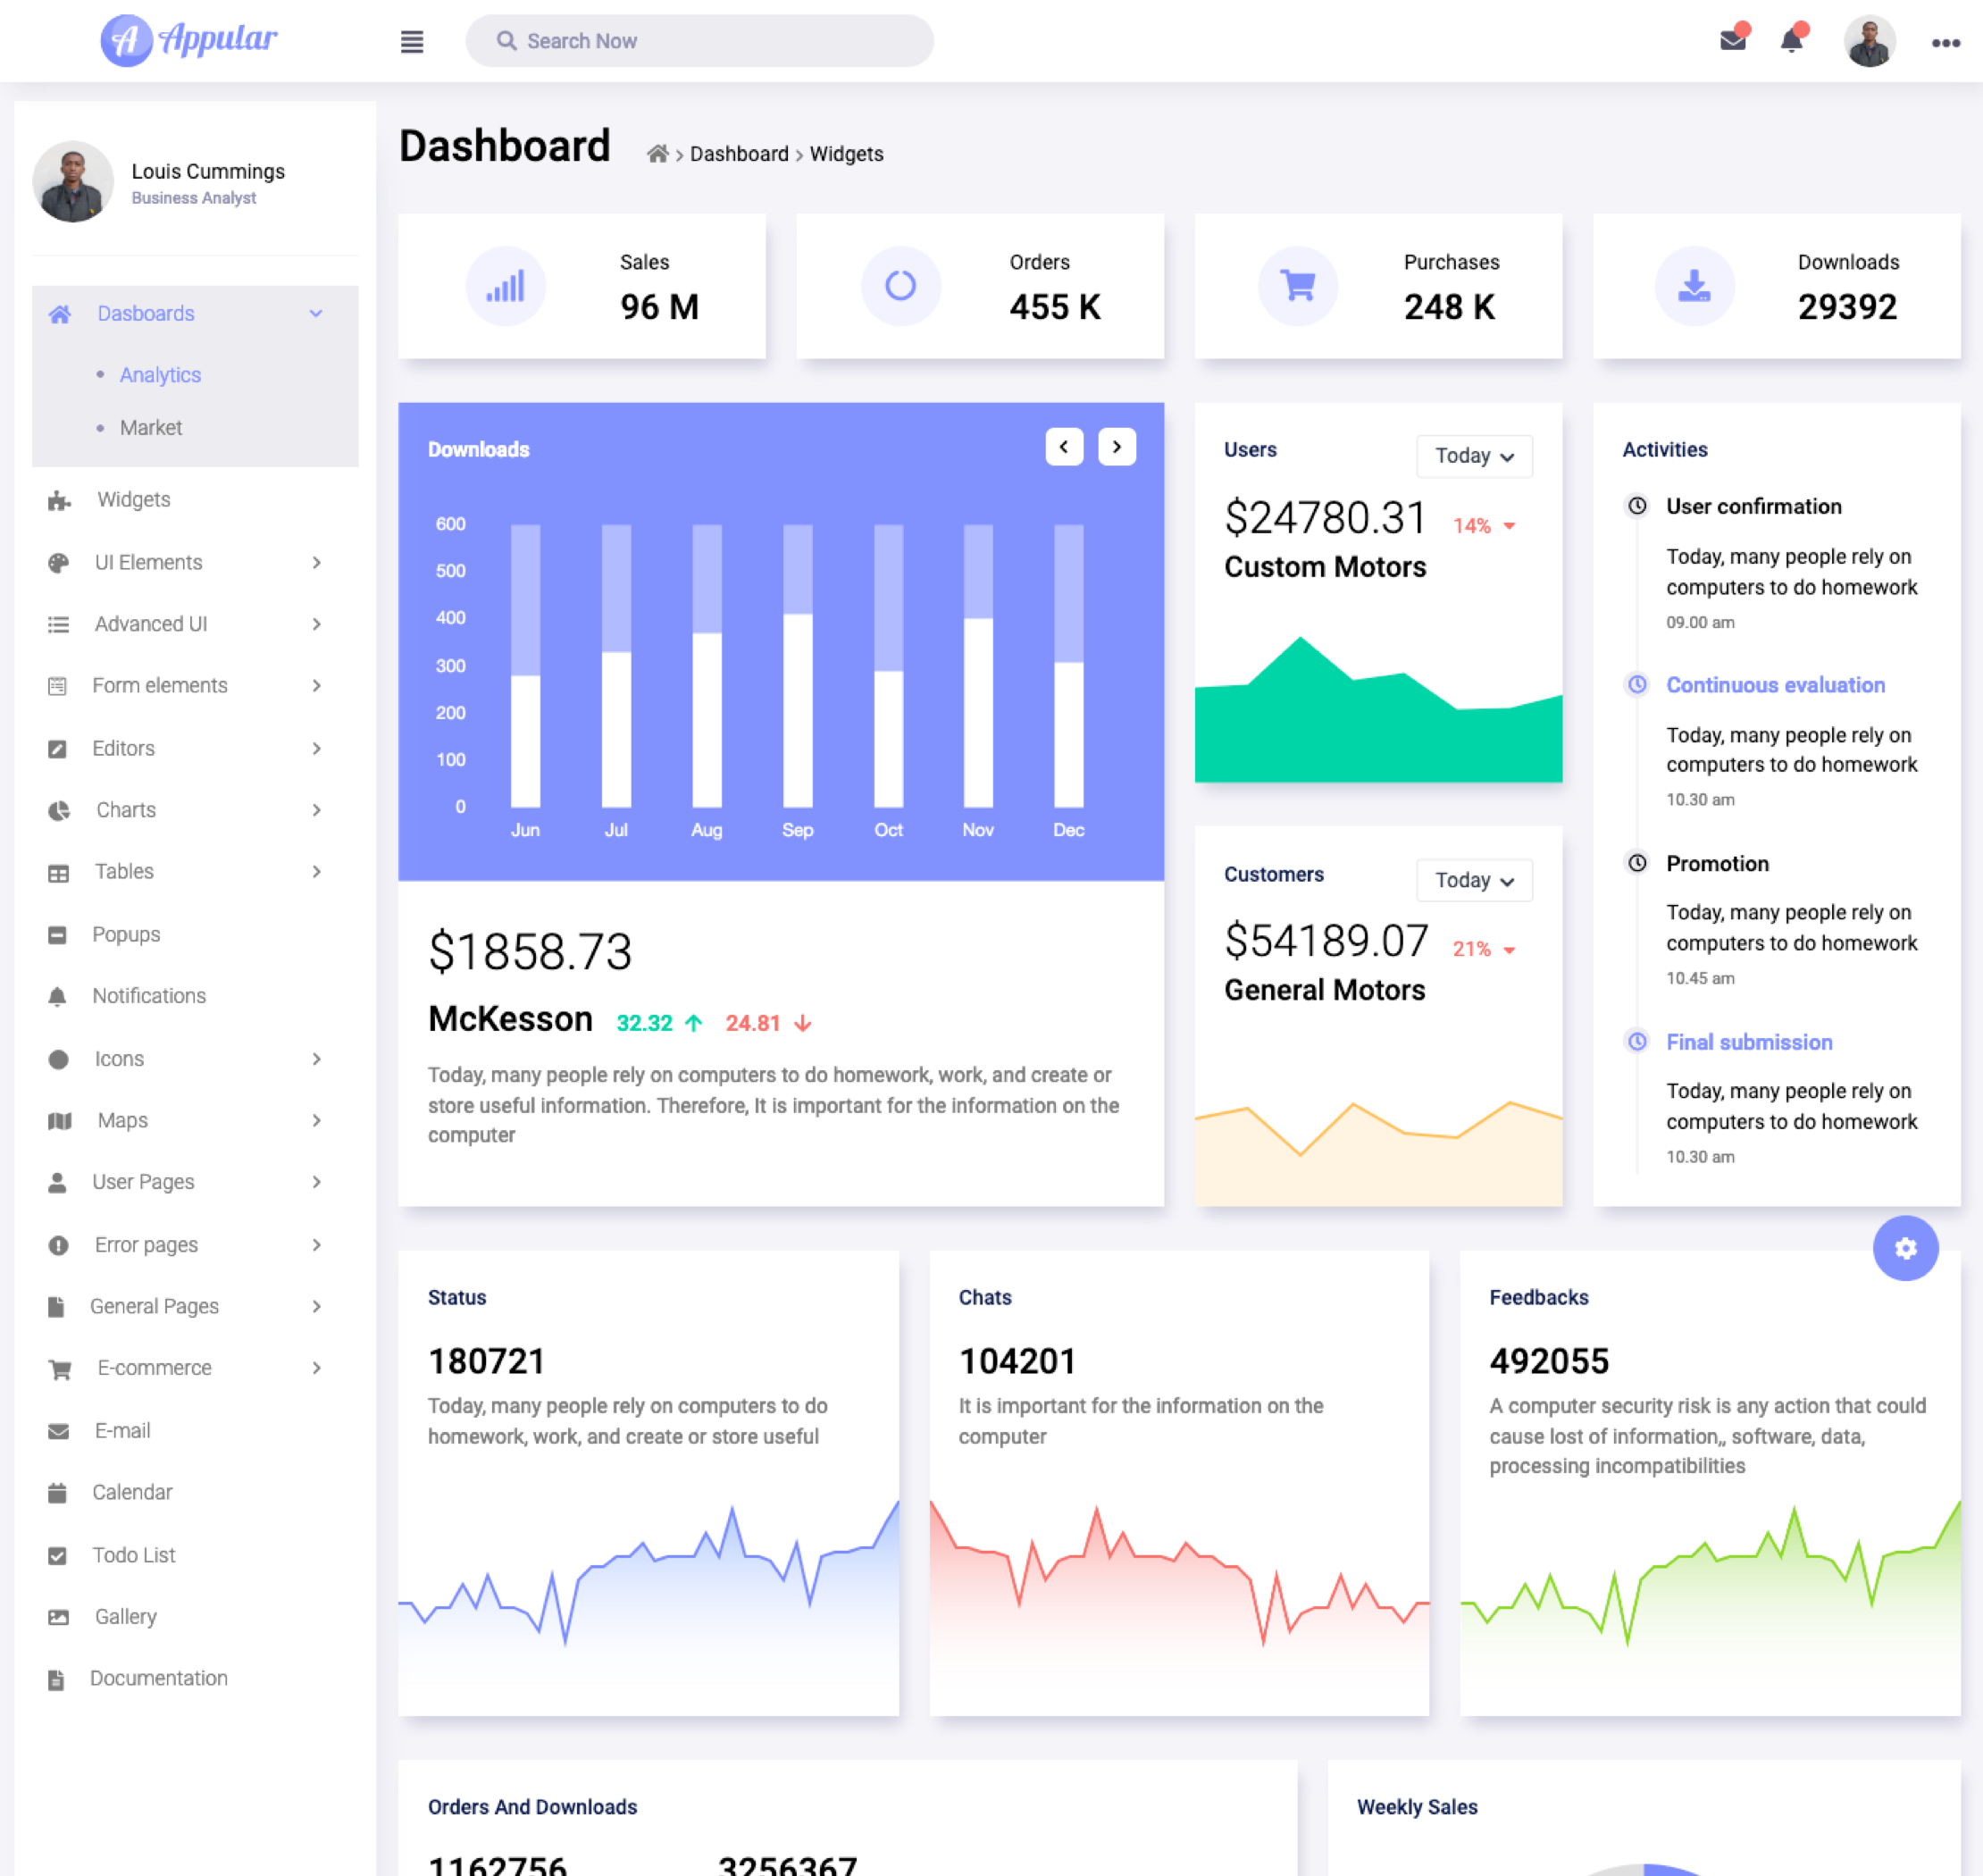 Appular
Search Now
Louis Cummings
Business Analyst
Dasboards
Analytics
Market
Widgets
UI Elements
Advanced UI
Form elements
Editors
Charts
Tables
Popups
Notifications
Icons
Maps
User Pages
Error pages
General Pages
E-commerce
E-mail
Calendar
Todo List
Gallery
Documentation
Dashboard
Dashboard > Widgets
Sales
96 M
Orders
455 K
Purchases
248 K
Downloads
29392
Downloads
600
500
400
300
200
100
0
Jun Jul Aug Sep Oct Nov Dec
$1858.73
McKesson 32.32 24.81
Today, many people rely on computers to do homework, work, and create or
store useful information. Therefore, It is important for the information on the
computer
Users
Today
$24780.31 14%
Custom Motors
Customers
Today
$54189.07 21%
General Motors
Activities
User confirmation
Today, many people rely on
computers to do homework
09.00 am
Continuous evaluation
Today, many people rely on
computers to do homework
10.30 am
Promotion
Today, many people rely on
computers to do homework
10.45 am
Final submission
Today, many people rely on
computers to do homework
10.30 am
Status
180721
Today, many people rely on computers to do
homework, work, and create or store useful
Chats
104201
It is important for the information on the
computer
Feedbacks
492055
A computer security risk is any action that could
cause lost of information,, software, data,
processing incompatibilities
Orders And Downloads
1162756 3256367
Weekly Sales